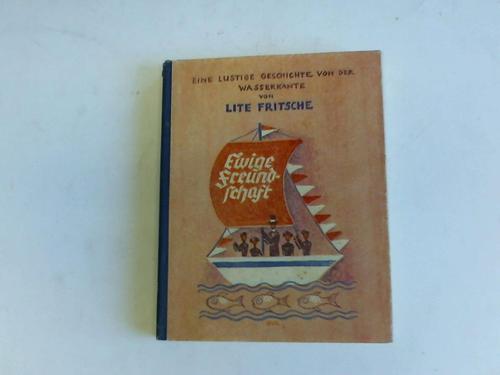 EINE LUSTIGE GESCHICHTE VON DER
WASSERKANTE
VON
LITE FRITSCHE
Ewige
Freund-
schaft